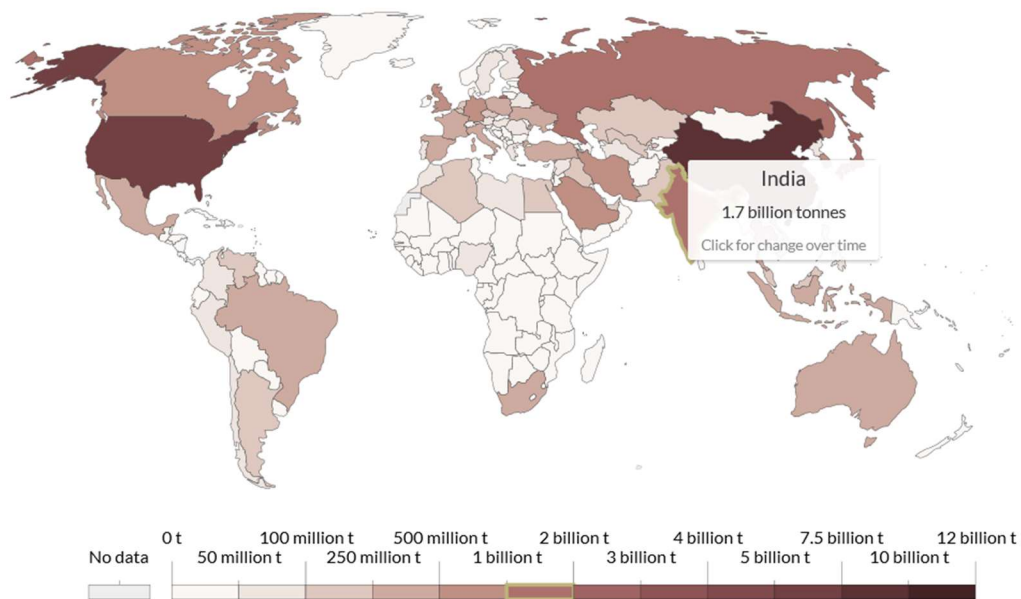 India
1.7 billion tonnes
Click for change over time
0 t 100 million t 500 million t 2 billion t 4 billion t 7.5 billion t 12 billion t
No data 50 million t 250 million t 1 billion t 3 billion t 5 billion t 10 billion t